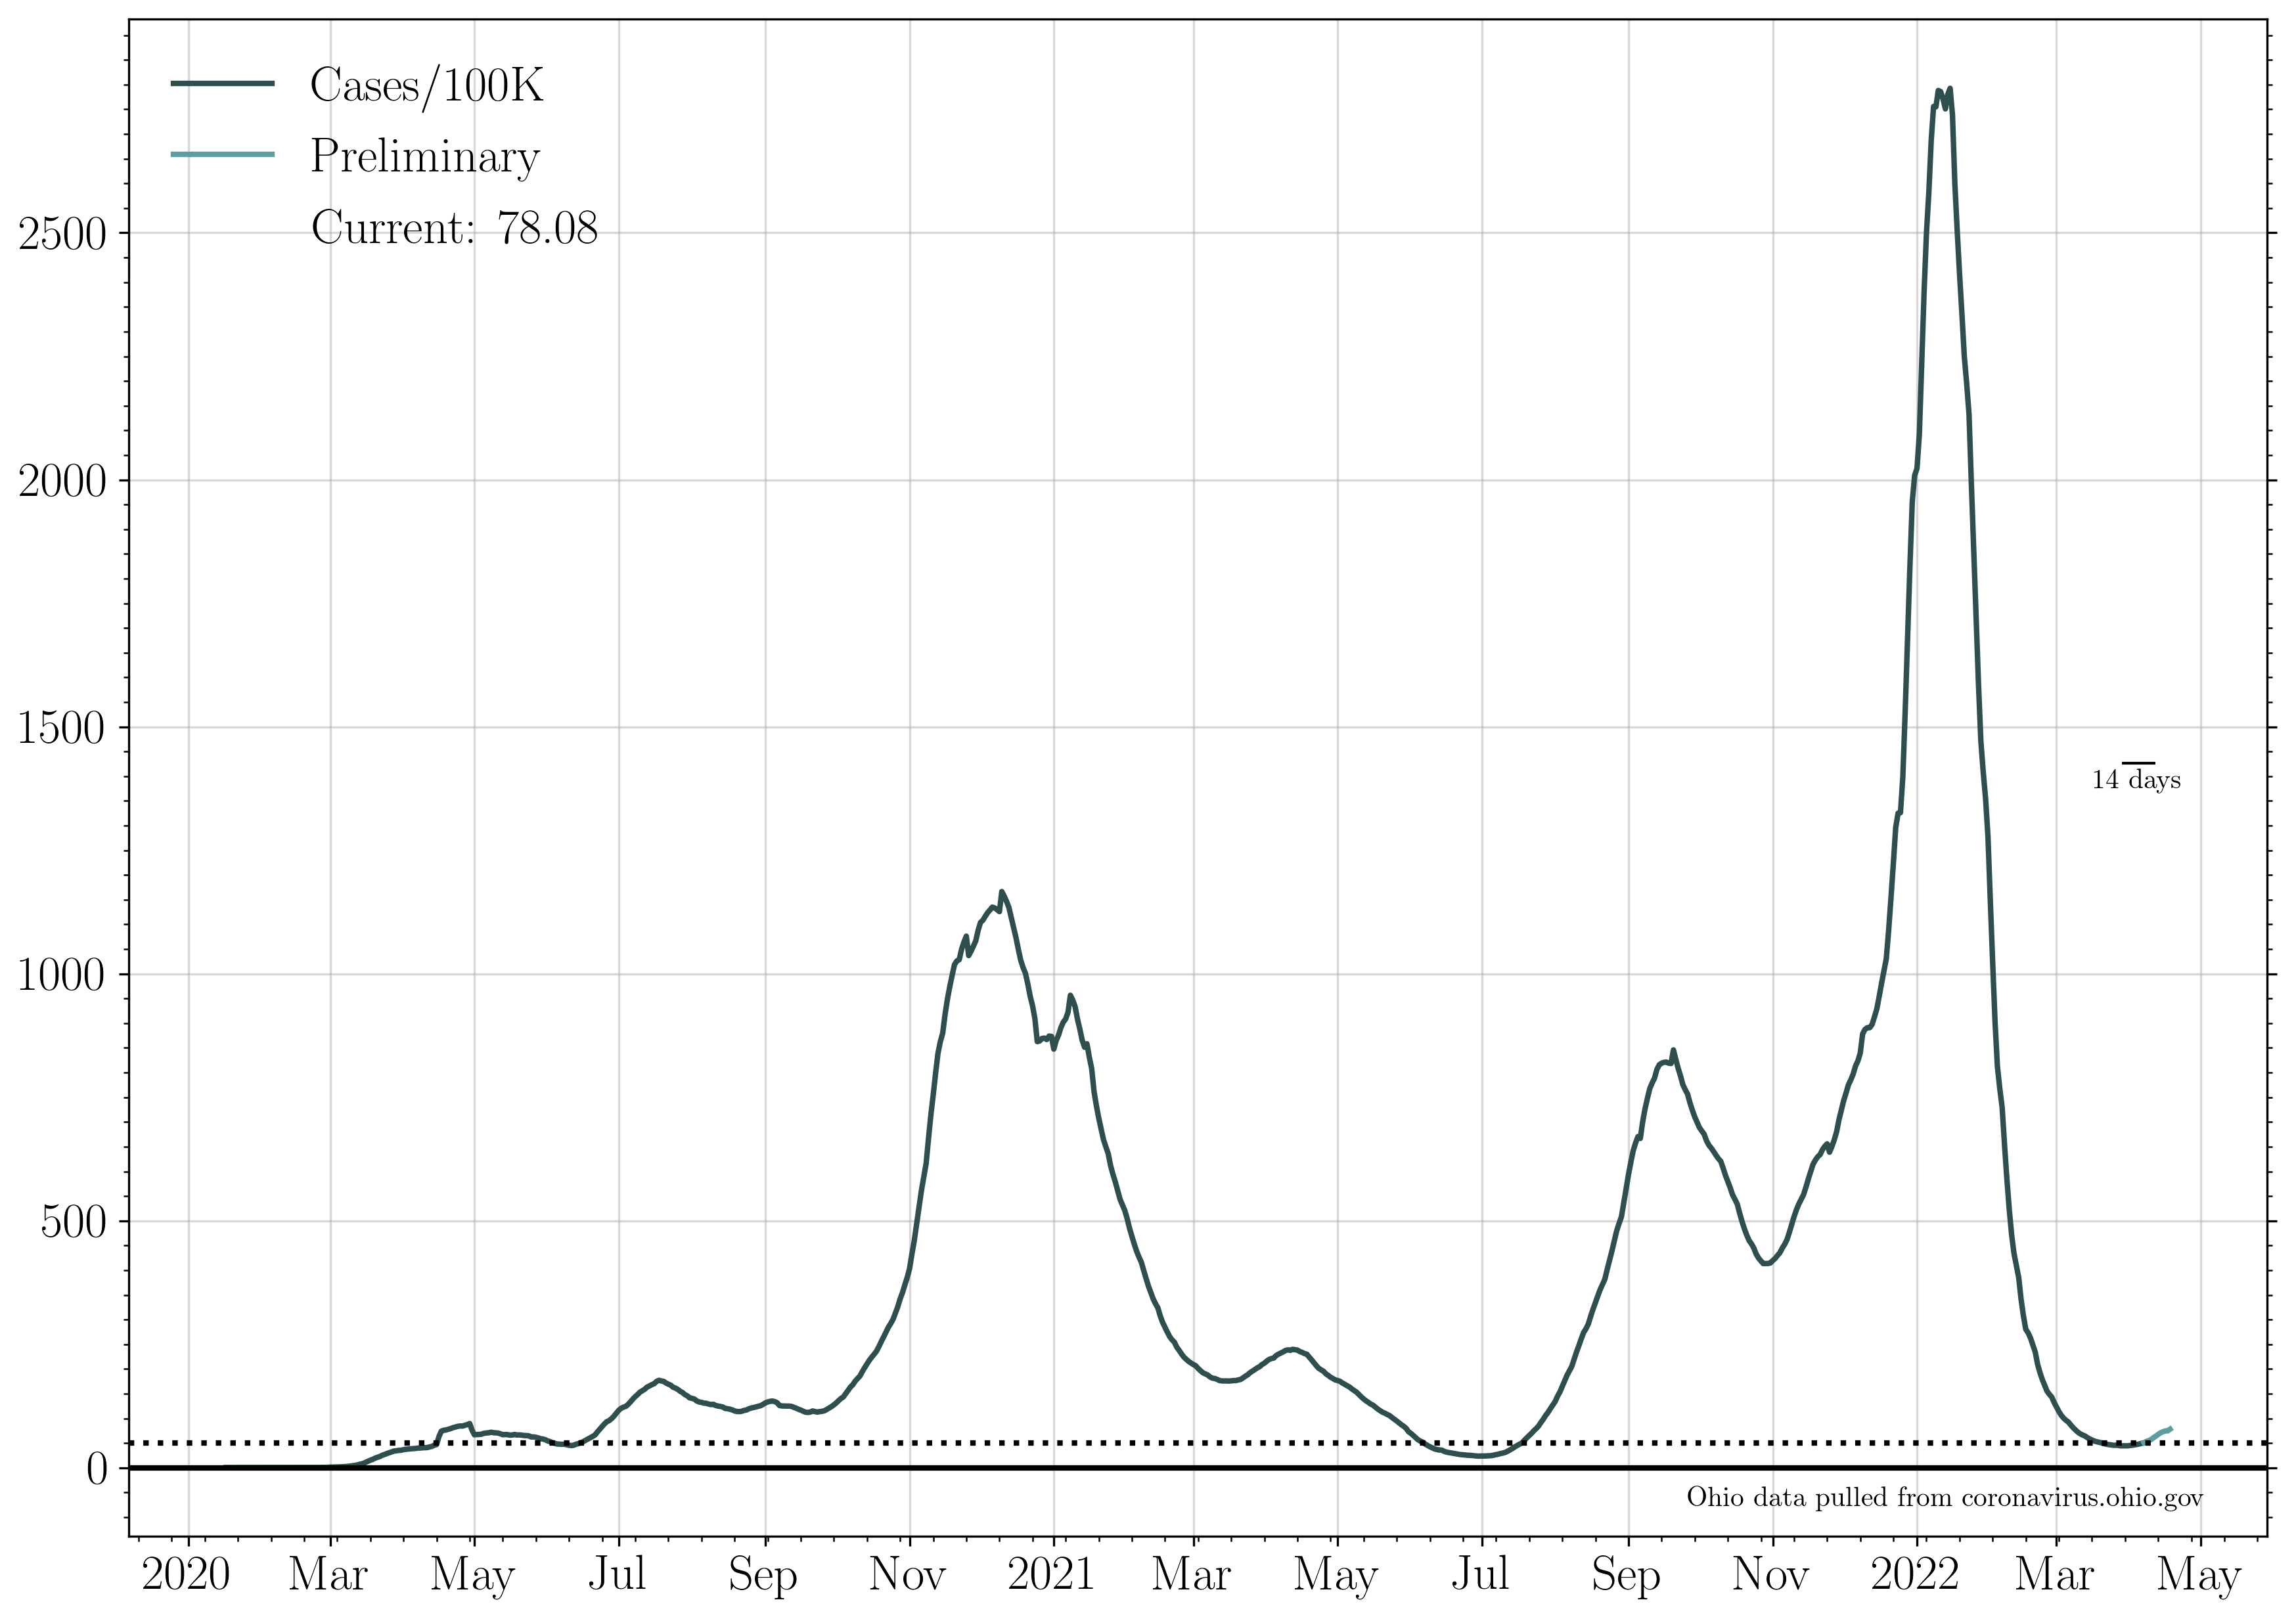 Cases/100K
Preliminary
Current: 78.08
2500
2000
1500
14 days
1000
500
0
Ohio data pulled from coronavirus.ohio.gov
2020 Mar May Jul Sep Nov 2021 Mar May Jul Sep Nov 2022 Mar May